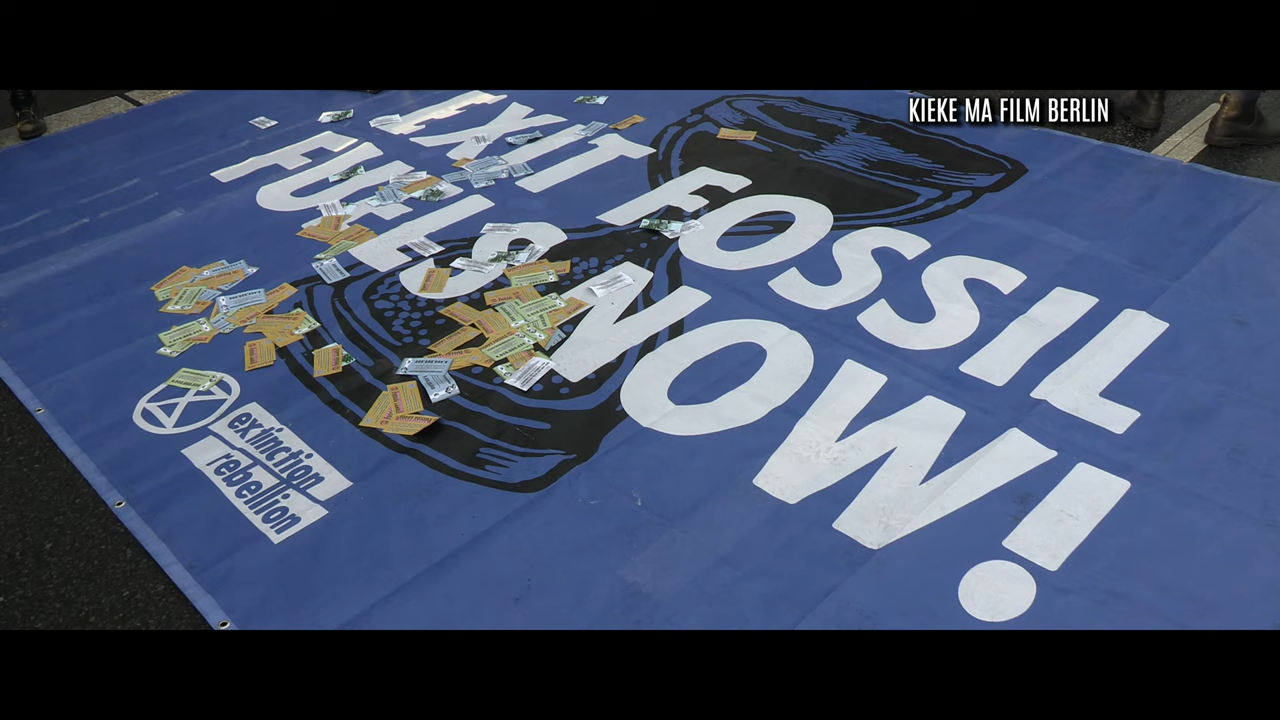 KIEKE MA FILM BERLIN
EXIT FOSSIL
FUELS NOW!
extinction
rebellion